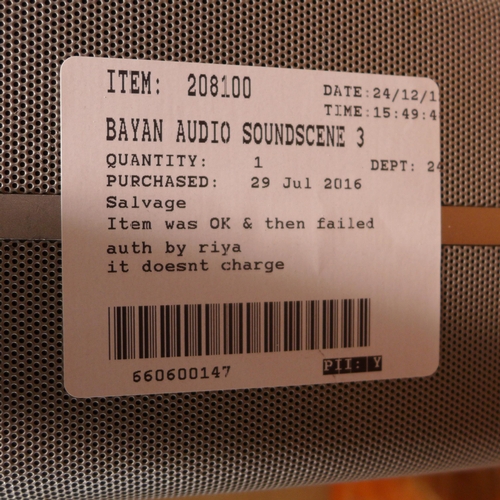 ITEM: 208100
DATE:24/12/1
TIME:15:49:4
BAYAN AUDIO SOUNDSCENE 3
QUANTITY: 1 DEPT: 24
PURCHASED: 29 Jul 2016
Salvage
Item was OK & then failed
auth by riya
it doesnt charge
660600147 PII: Y